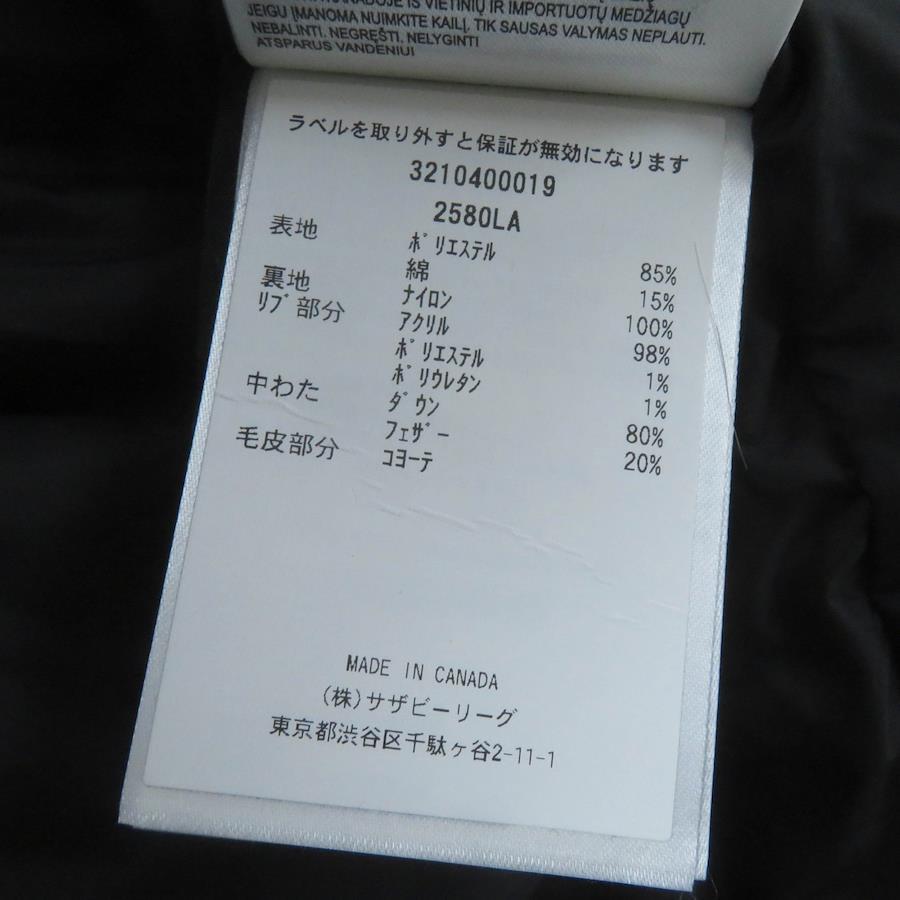 IŠ VIETINIŲ IR IMPORTUOTŲ MEDŽIAGŲ
JEIGU ĮMANOMA NUIMKITE KAILĮ, TIK SAUSAS VALYMAS NEPLAUTI.
NEBALINTI. NEGRĘŠTI, NELYGINTI
ATSPARUS VANDENIUI
ラベルを取り外すと保証が無効になります
3210400019
2580LA
表地 ポリエステル 85%
綿 15%
裏地 ナイロン 100%
リブ部分 アクリル 98%
ポリエステル 1%
ポリウレタン 1%
中わた ダウン 80%
フェザー 20%
毛皮部分 コヨーテ
MADE IN CANADA
(株)サザビーリーグ
東京都渋谷区千駄ヶ谷2-11-1